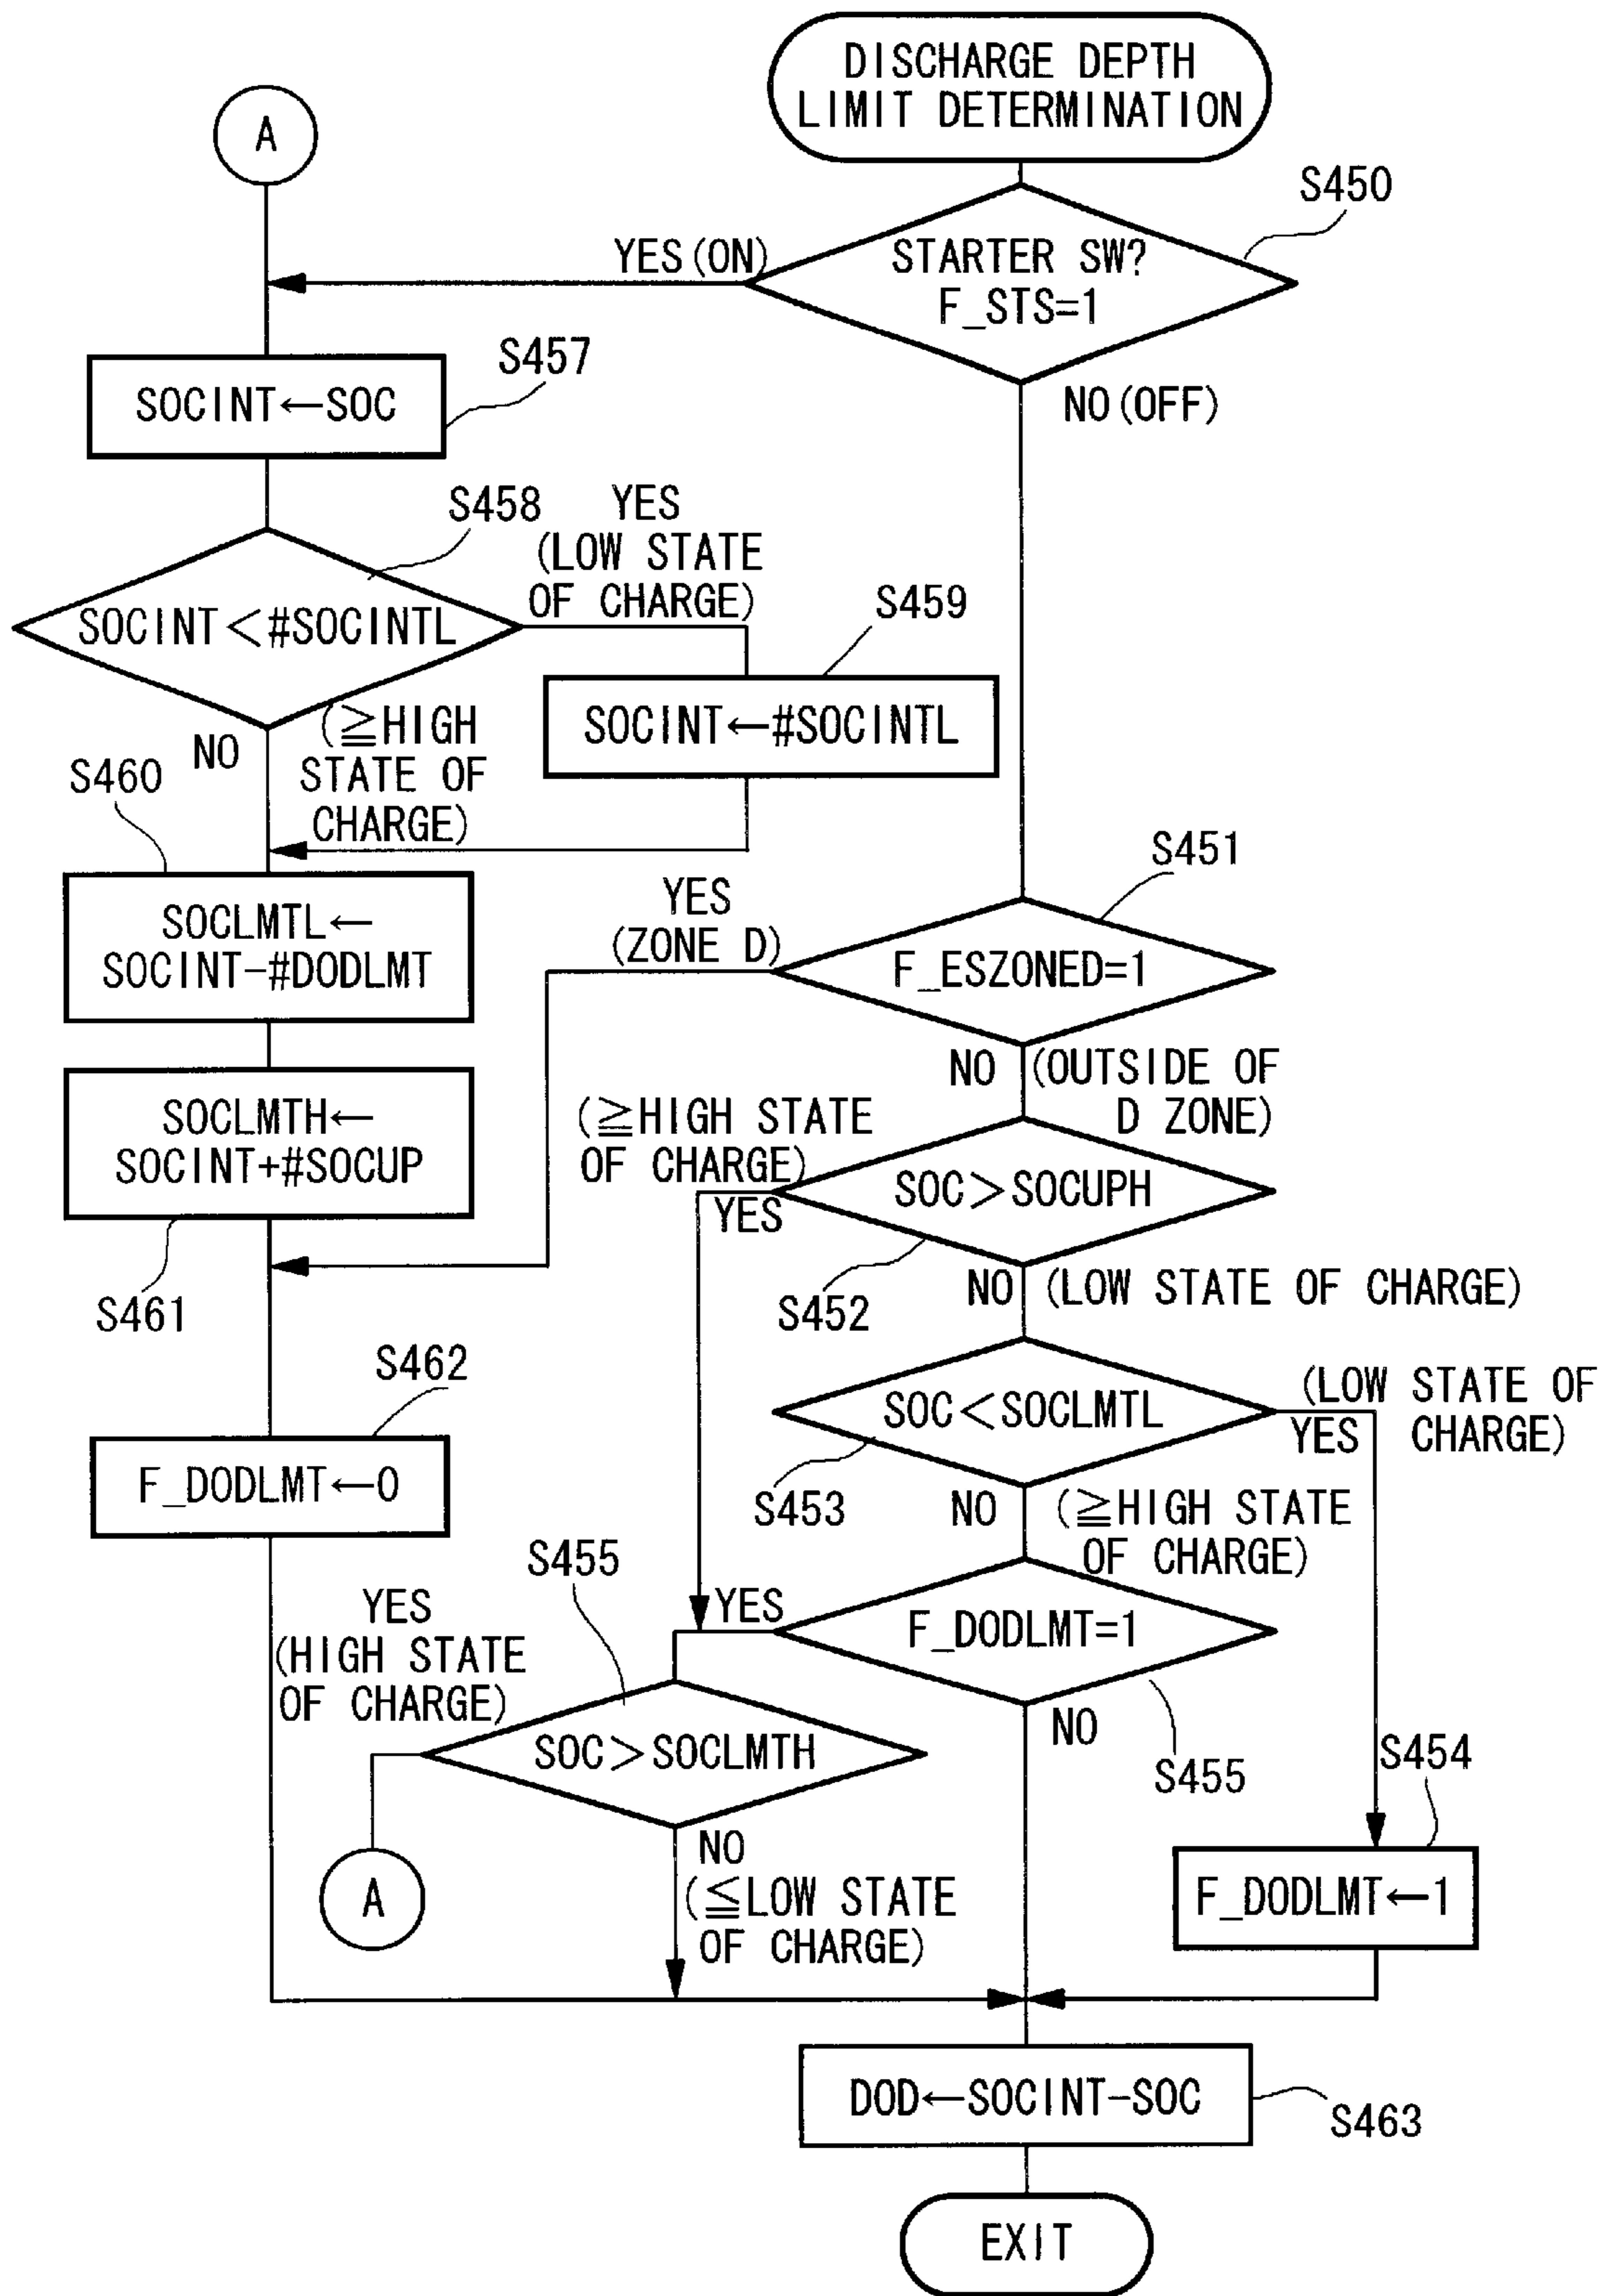 DISCHARGE DEPTH
LIMIT DETERMINATION
A
S450
YES(ON)
STARTER SW?
F_STS=1
NO(OFF)
S457
SOCINT←SOC
S458
YES
(LOW STATE
OF CHARGE)
SOCINT<#SOCINTL
S459
SOCINT←#SOCINTL
NO
(≧HIGH
STATE OF
CHARGE)
S460
SOCLMTL←
SOCINT-#DODLMT
S451
YES
(ZONE D)
F_ESZONED=1
NO
(OUTSIDE OF
D ZONE)
SOCLMTH←
SOCINT+#SOCUP
S461
(≧HIGH STATE
OF CHARGE)
YES
SOC>SOCUPH
S452
NO
(LOW STATE OF CHARGE)
S462
F_DODLMT←0
SOC<SOCLMTL
(LOW STATE OF
CHARGE)
YES
S453
NO
(≧HIGH STATE
OF CHARGE)
S455
YES
F_DODLMT=1
YES
(HIGH STATE
OF CHARGE)
NO
S455
SOC>SOCLMTH
S454
A
NO
(≦LOW STATE
OF CHARGE)
F_DODLMT←1
DOD←SOCINT-SOC
S463
EXIT